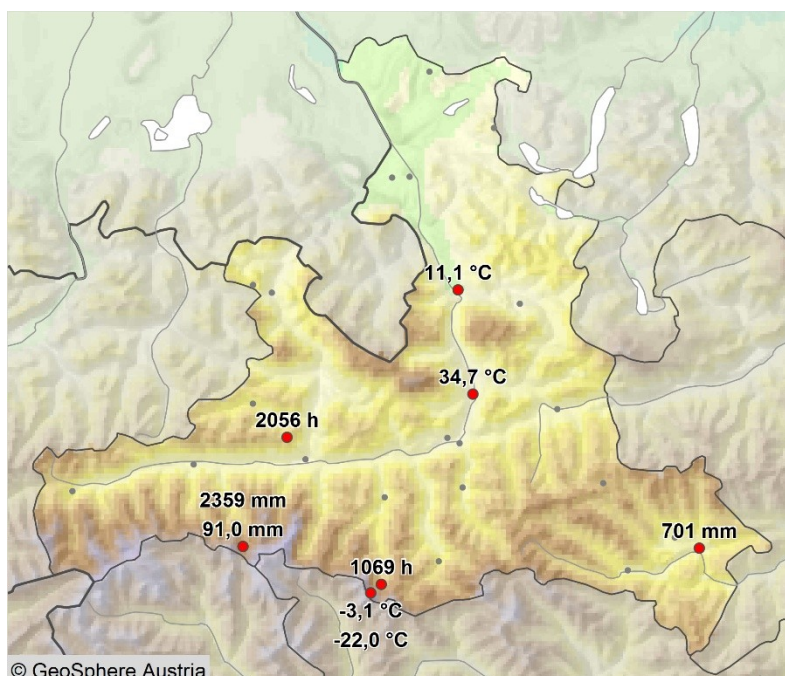 11,1 °C
34,7 °C
2056 h
2359 mm
91,0 mm
701 mm
1069 h
-3,1 °C
-22,0 °C
© GeoSphere Austria